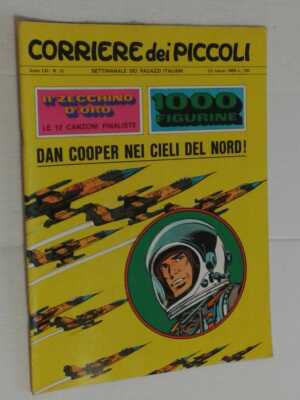 CORRIERE dei PICCOLI
SETTIMANALE DEI RAGAZZI ITALIANI
Il ZECCHINO
D'ORO
LE 12 CANZONI FINALISTE
1000
FIGURINE
DAN COOPER NEI CIELI DEL NORD!